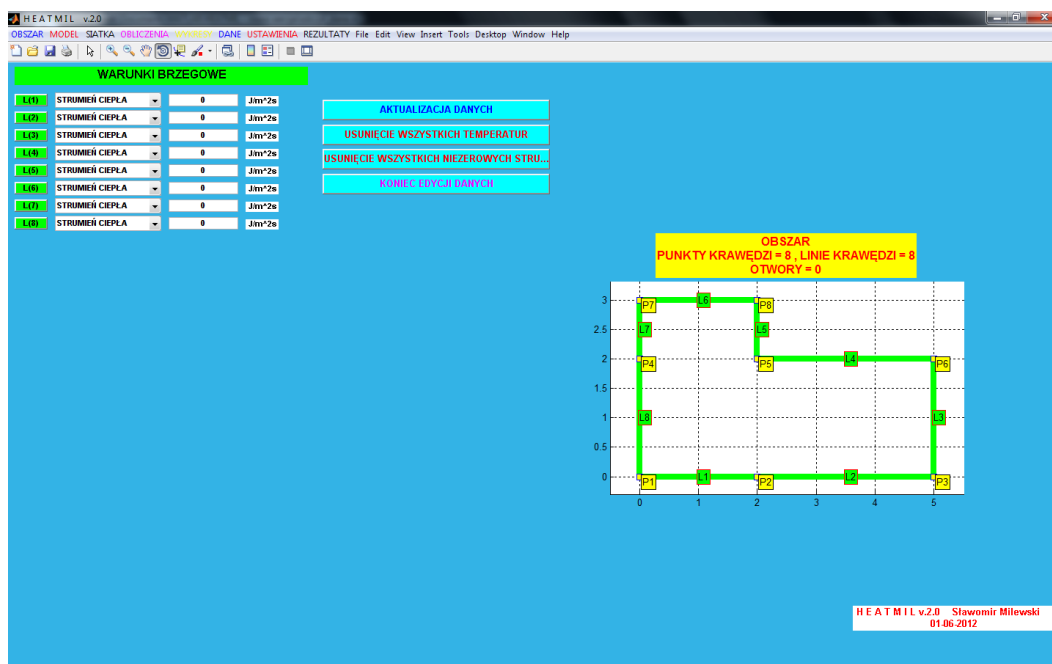 H E A T M I L v.2.0
OBSZAR MODEL SIATKA OBLICZENIA WYKRESY DANE USTAWIENIA REZULTATY File Edit View Insert Tools Desktop Window Help
WARUNKI BRZEGOWE
L(1) STRUMIEŃ CIEPŁA 0 J/m^2s
L(2) STRUMIEŃ CIEPŁA 0 J/m^2s
L(3) STRUMIEŃ CIEPŁA 0 J/m^2s
L(4) STRUMIEŃ CIEPŁA 0 J/m^2s
L(5) STRUMIEŃ CIEPŁA 0 J/m^2s
L(6) STRUMIEŃ CIEPŁA 0 J/m^2s
L(7) STRUMIEŃ CIEPŁA 0 J/m^2s
L(8) STRUMIEŃ CIEPŁA 0 J/m^2s
AKTUALIZACJA DANYCH
USUNIĘCIE WSZYSTKICH TEMPERATUR
USUNIĘCIE WSZYSTKICH NIEZEROWYCH STRU...
KONIEC EDYCJI DANYCH
OBSZAR
PUNKTY KRAWĘDZI = 8 , LINIE KRAWĘDZI = 8
OTWORY = 0
3 P7 L6 P8
2.5 L7 L5
2 P4 P5 L4 P6
1.5
1 L8 L3
0.5
0 P1 L1 P2 L2 P3
0 1 2 3 4 5
H E A T M I L v.2.0 Sławomir Milewski
01-06-2012